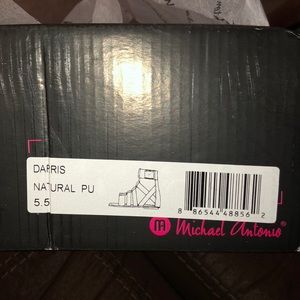 DARRIS
NATURAL PU
5.5
8 86544 48856 2
M Michael Antonio®